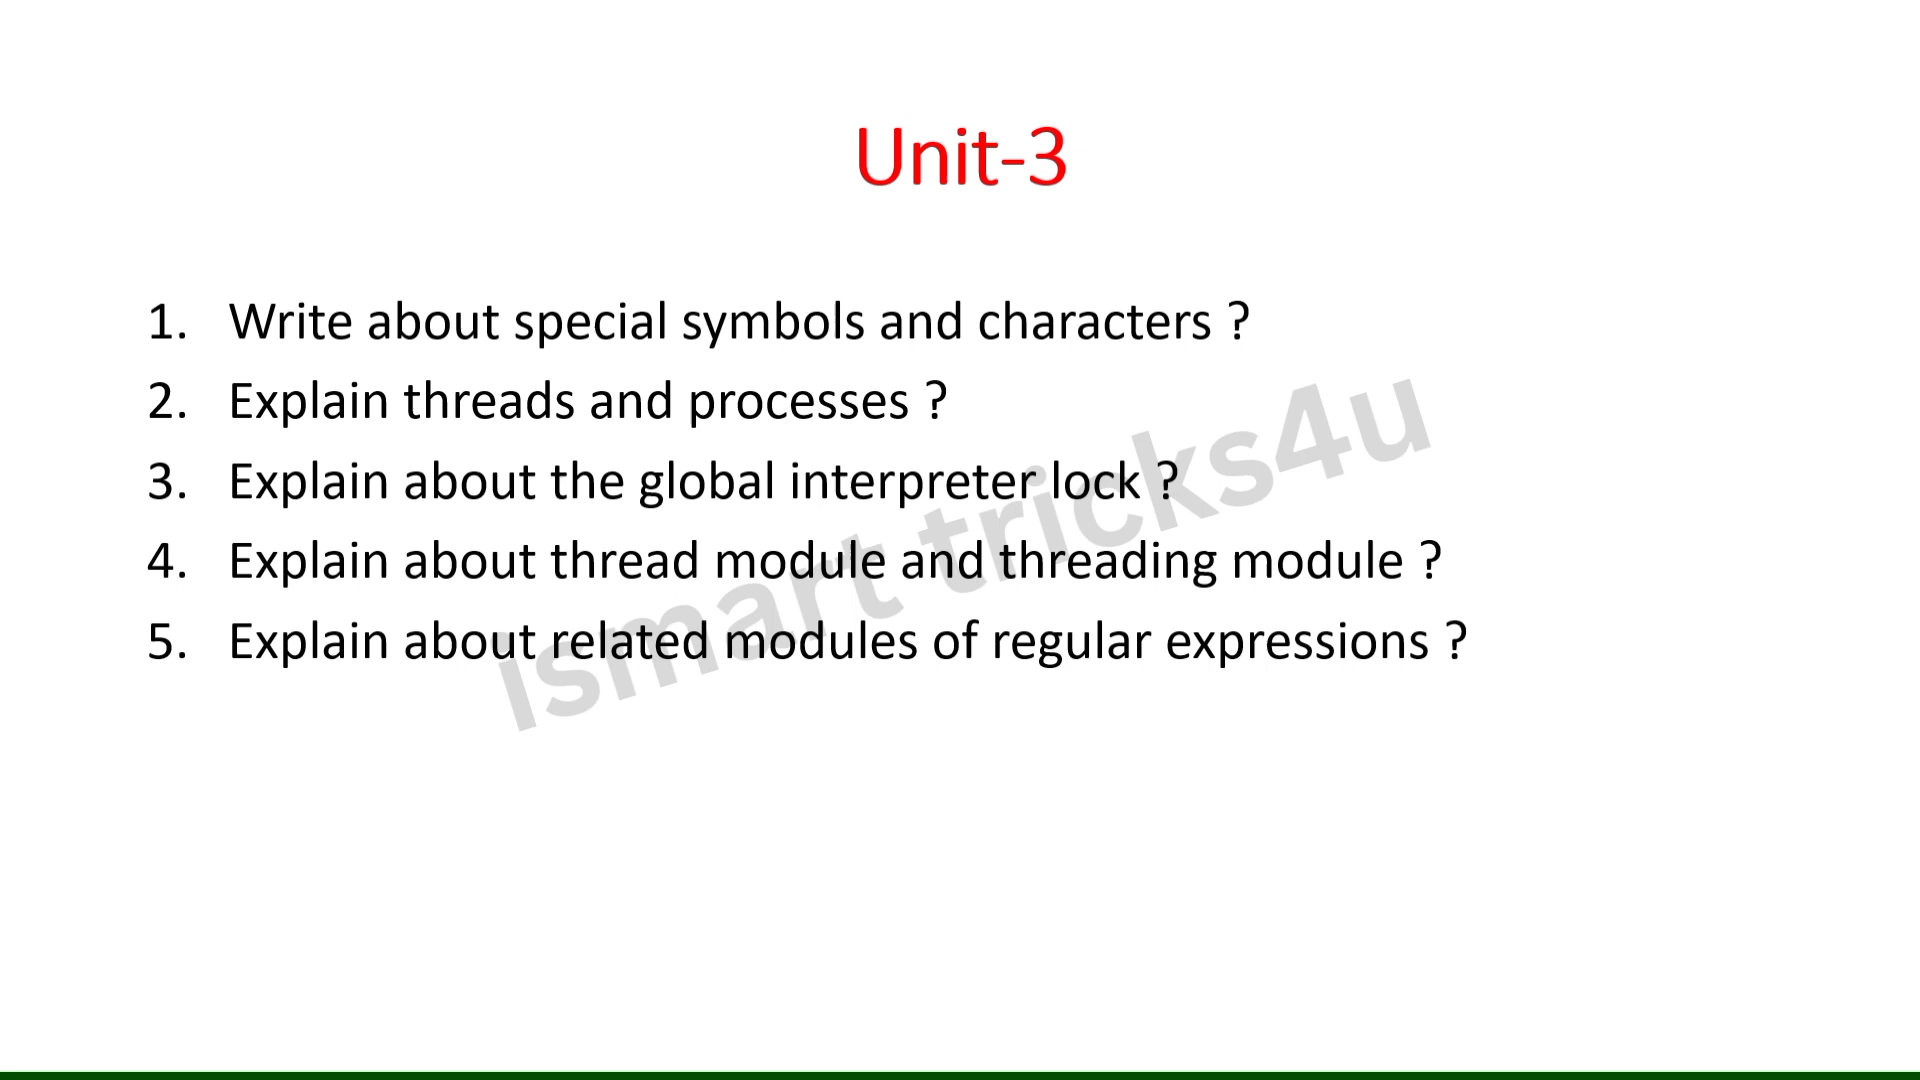 Unit-3
1. Write about special symbols and characters ?
2. Explain threads and processes ?
3. Explain about the global interpreter lock ?
4. Explain about thread module and threading module ?
5. Explain about related modules of regular expressions ?
ismart tricks4u